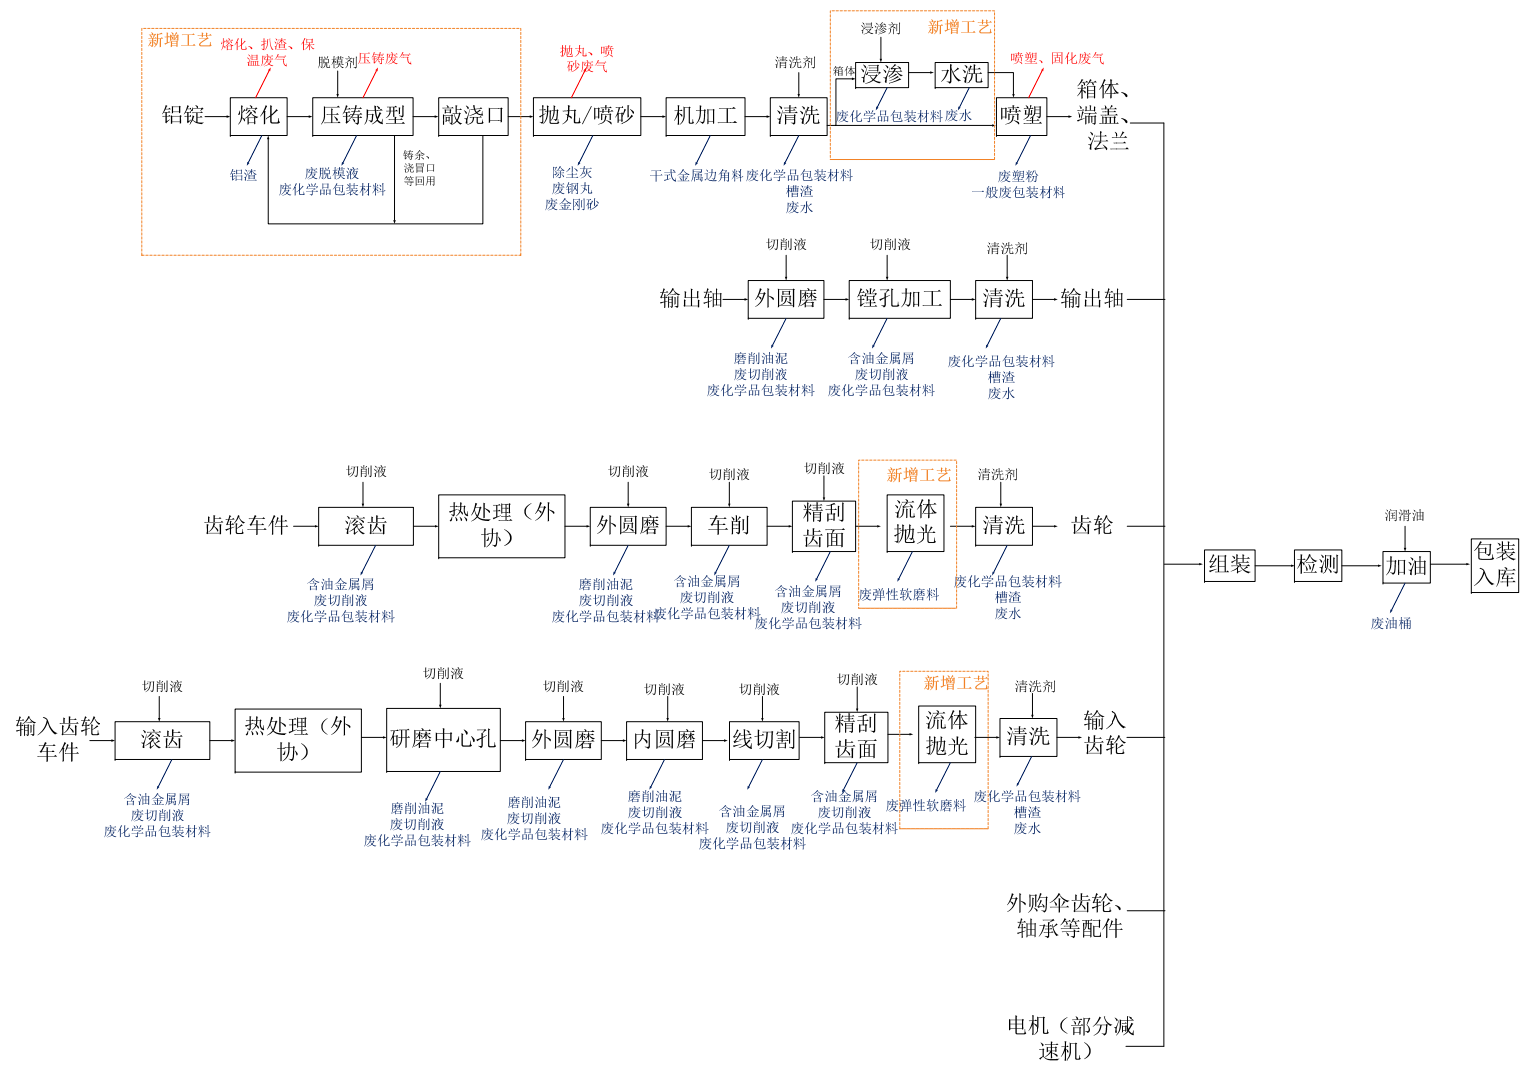 新增工艺
熔化、扒渣、保
温废气
脱模剂
压铸废气
铝锭
熔化
压铸成型
敲浇口
铝渣
废脱模液
废化学品包装材料
铸余、
浇冒口
等回用
抛丸、喷
砂废气
抛丸/喷砂
除尘灰
废钢丸
废金刚砂
机加工
干式金属边角料
清洗剂
清洗
废化学品包装材料
槽渣
废水
新增工艺
浸渗剂
箱体
浸渗
水洗
废化学品包装材料
废水
喷塑、固化废气
喷塑
废塑粉
一般废包装材料
箱体、
端盖、
法兰
切削液
切削液
清洗剂
输出轴
外圆磨
镗孔加工
清洗
输出轴
磨削油泥
废切削液
废化学品包装材料
含油金属屑
废切削液
废化学品包装材料
废化学品包装材料
槽渣
废水
切削液
切削液
切削液
切削液
新增工艺
清洗剂
齿轮车件
滚齿
热处理（外
协）
外圆磨
车削
精刮
齿面
流体
抛光
清洗
齿轮
含油金属屑
废切削液
废化学品包装材料
磨削油泥
废切削液
废化学品包装材料
含油金属屑
废切削液
废化学品包装材料
含油金属屑
废切削液
废化学品包装材料
废弹性软磨料
废化学品包装材料
槽渣
废水
组装
检测
润滑油
加油
废油桶
包装
入库
切削液
切削液
切削液
切削液
切削液
切削液
新增工艺
清洗剂
输入齿轮
车件
滚齿
热处理（外
协）
研磨中心孔
外圆磨
内圆磨
线切割
精刮
齿面
流体
抛光
清洗
输入
齿轮
含油金属屑
废切削液
废化学品包装材料
磨削油泥
废切削液
废化学品包装材料
磨削油泥
废切削液
废化学品包装材料
磨削油泥
废切削液
废化学品包装材料
含油金属屑
废切削液
废化学品包装材料
含油金属屑
废切削液
废化学品包装材料
废弹性软磨料
废化学品包装材料
槽渣
废水
外购伞齿轮、
轴承等配件
电机（部分减
速机）